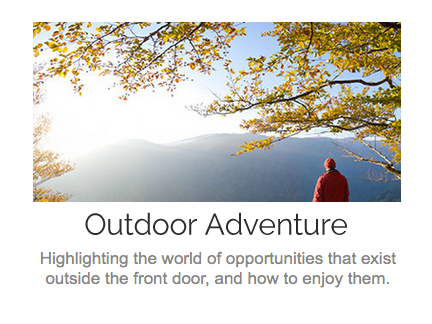 Outdoor Adventure
Highlighting the world of opportunities that exist
outside the front door, and how to enjoy them.